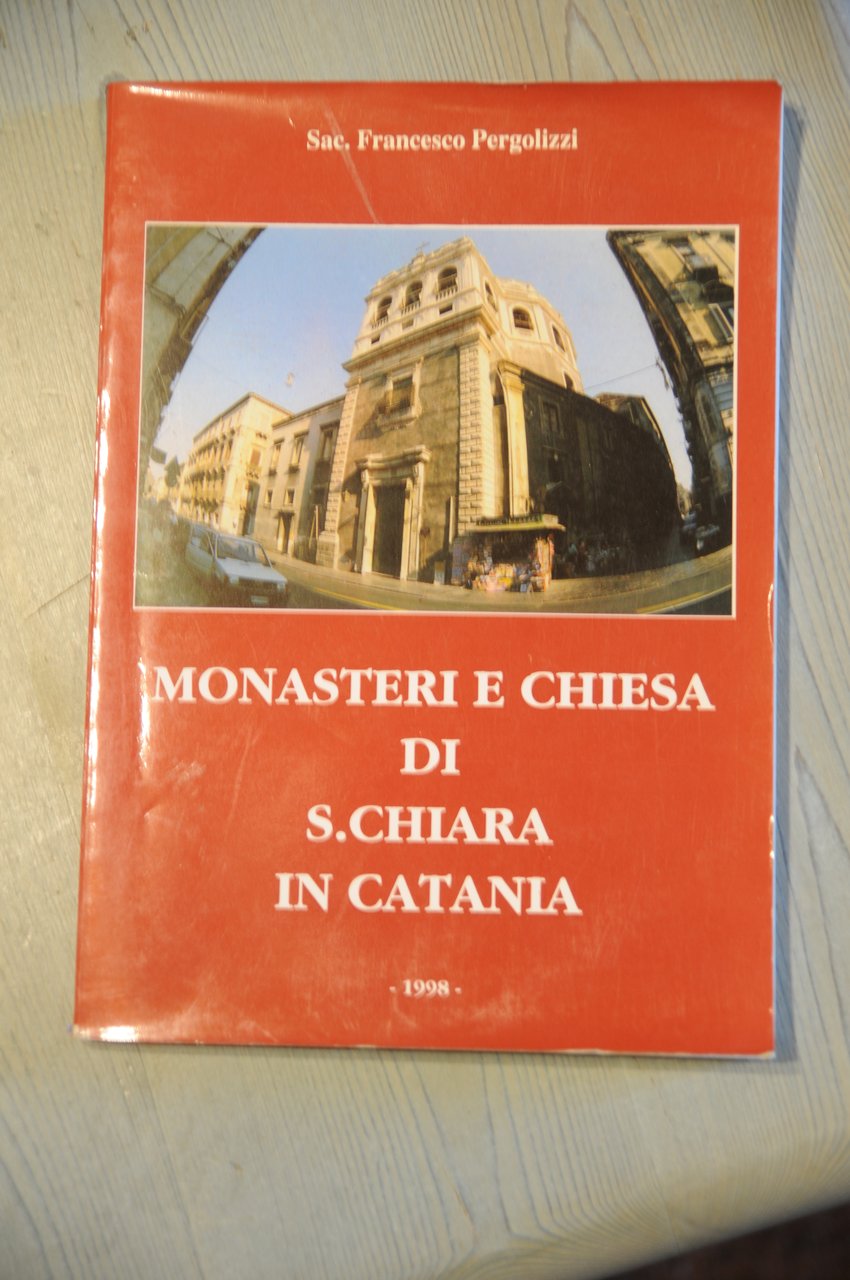 Sac. Francesco Pergolizzi
MONASTERI E CHIESA
DI
S.CHIARA
IN CATANIA
- 1998 -